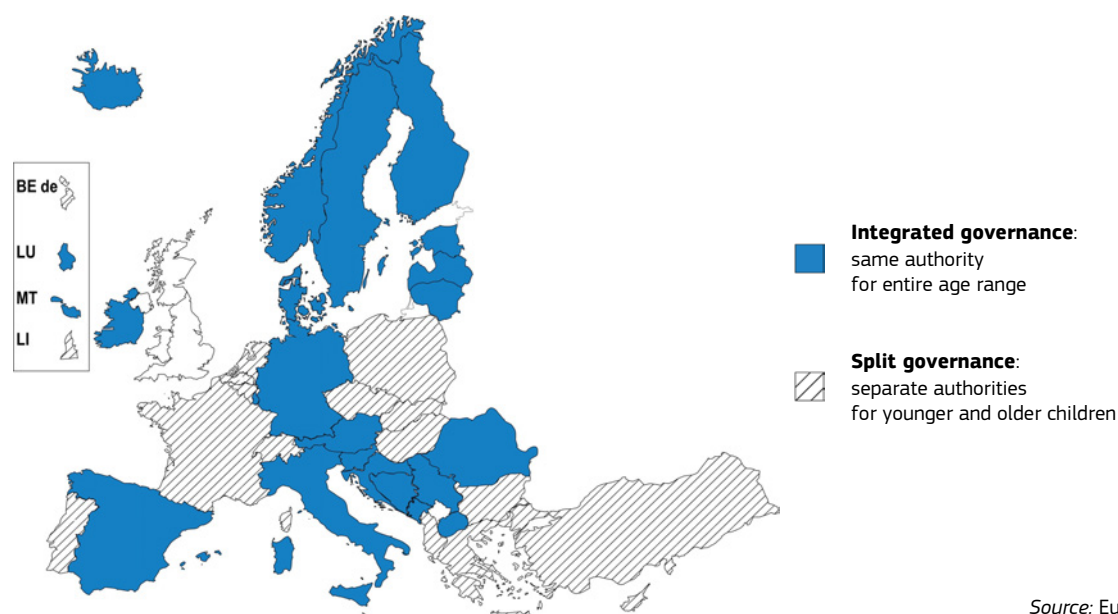 BE de
LU
MT
LI
Integrated governance:
same authority
for entire age range
Split governance:
separate authorities
for younger and older children
Source: Eu